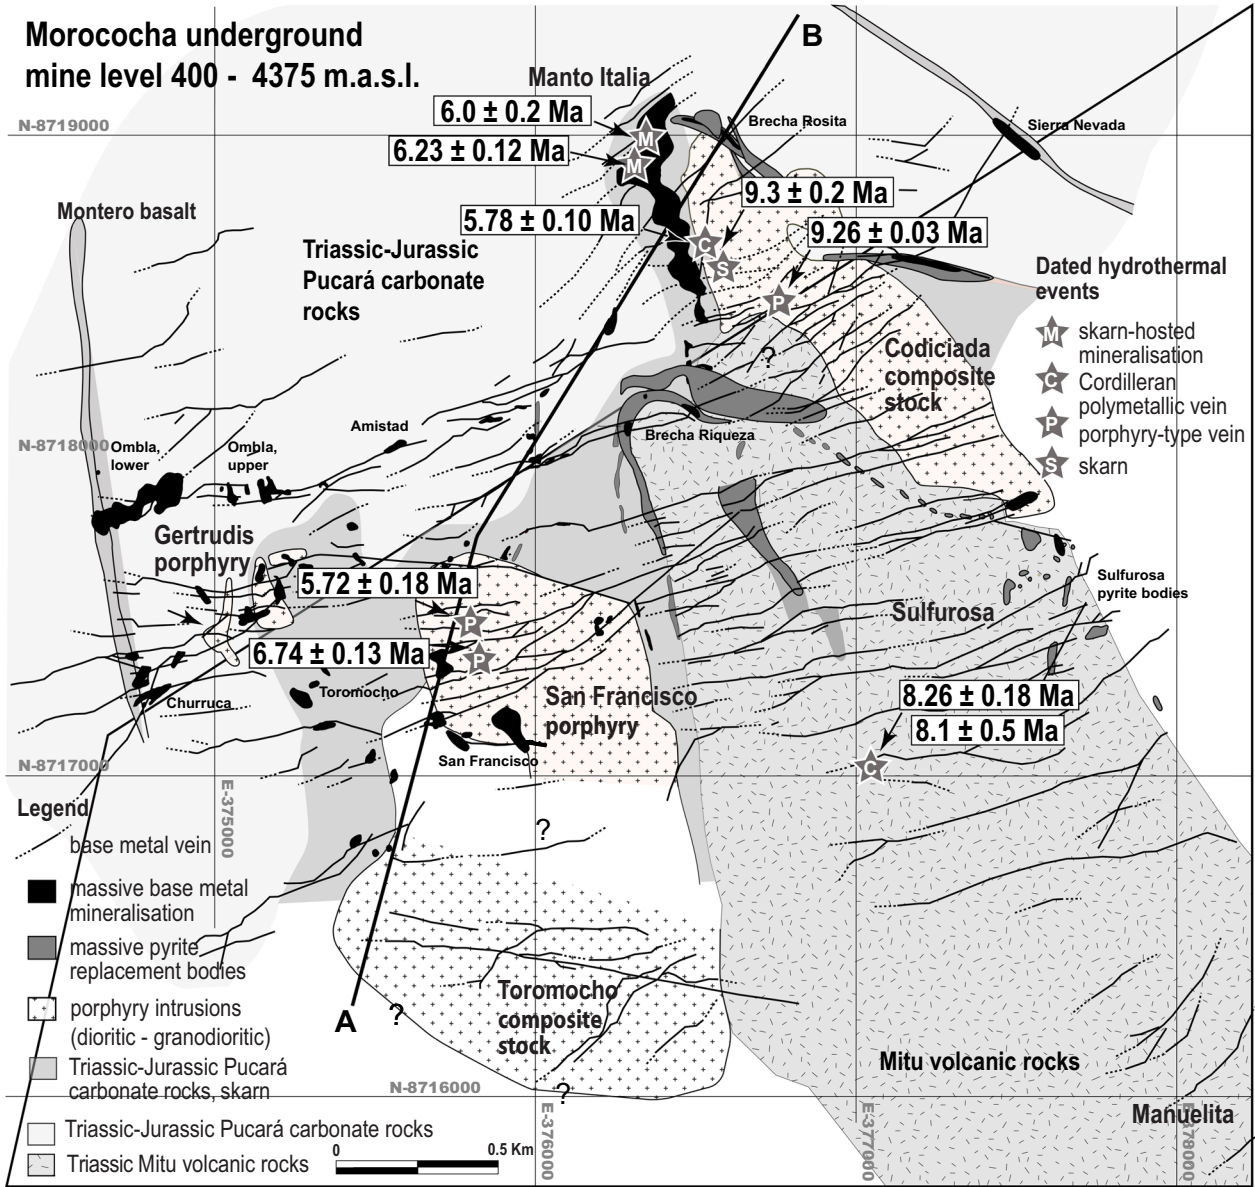 Morococha underground
mine level 400 - 4375 m.a.s.l.
B
Manto Italia
6.0 ± 0.2 Ma
N-8719000
Brecha Rosita
Sierra Nevada
M
6.23 ± 0.12 Ma
M
9.3 ± 0.2 Ma
Montero basalt
5.78 ± 0.10 Ma
9.26 ± 0.03 Ma
C
S
P
Triassic-Jurassic
Pucará carbonate
rocks
Dated hydrothermal
events
M
skarn-hosted
mineralisation
C
Cordilleran
polymetallic vein
P
porphyry-type vein
S
skarn
?
Codiciada
composite
stock
Amistad
Brecha Riqueza
N-8718000
Ombla,
lower
Ombla,
upper
Gertrudis
porphyry
5.72 ± 0.18 Ma
P
Sulfurosa
pyrite bodies
Sulfurosa
6.74 ± 0.13 Ma
P
Toromocho
Churruca
San Francisco
porphyry
8.26 ± 0.18 Ma
8.1 ± 0.5 Ma
C
San Francisco
N-8717000
E-375000
Legend
base metal vein
massive base metal
mineralisation
massive pyrite
replacement bodies
porphyry intrusions
(dioritic - granodioritic)
Triassic-Jurassic Pucará
carbonate rocks, skarn
Triassic-Jurassic Pucará carbonate rocks
Triassic Mitu volcanic rocks
?
?
A
Toromocho
composite
stock
?
N-8716000
0
0.5 Km
E-376000
Mitu volcanic rocks
Manuelita
E-377000
E-378000